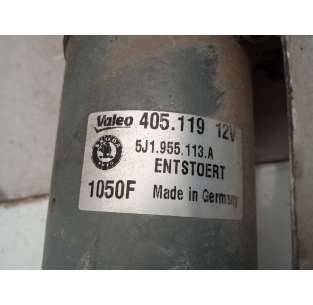 Valeo 405.119 12V
5J1.955.113.A
ENTSTOERT
1050F Made in Germany